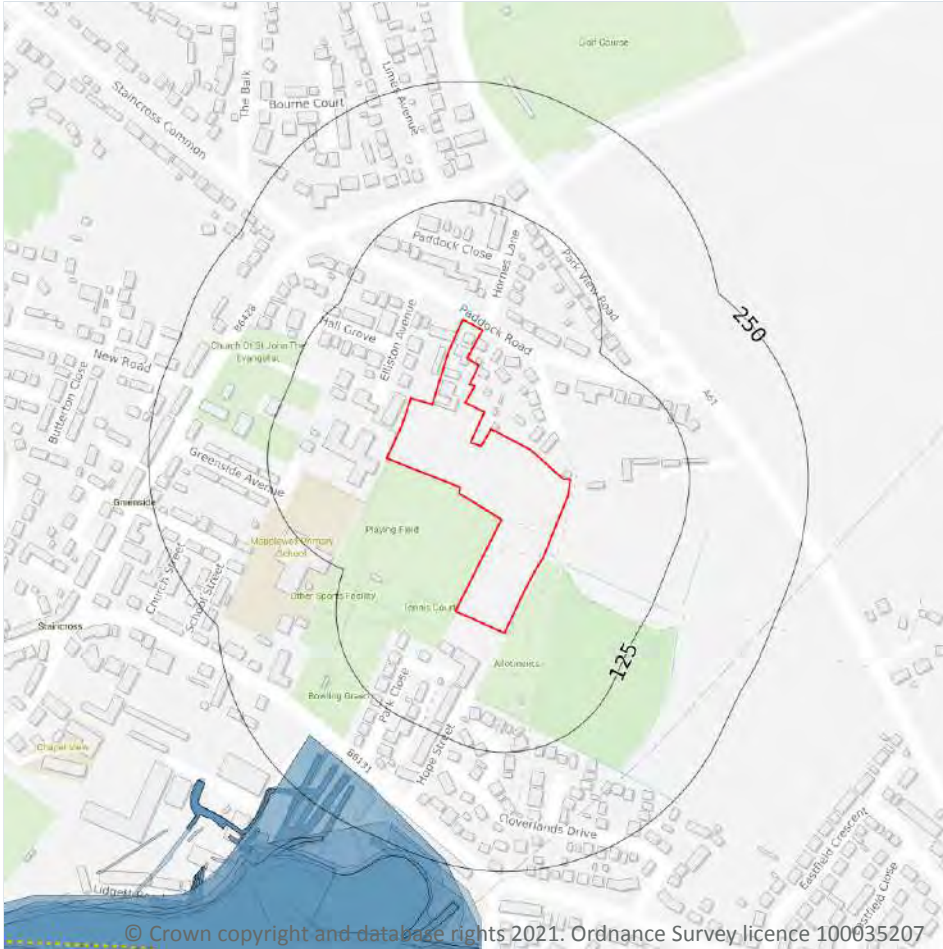 Golf Course
Limes Avenue
The Balk
Bourne Court
Staincross Common
Paddock Close
Hornes Lane
Park View Road
250
B6428
Hall Grove
Elliston Avenue
Paddock Road
Church Of St John The
Evangelist
New Road
Butterton Close
A61
Greenside Avenue
Greenside
Playing Field
Mapplewell Primary
School
Church Street
School Street
Other Sports Facility
Tennis Court
Staincross
Allotments
125
Park Close
Bowling Green
Hope Street
Chapel View
B6131
Cloverlands Drive
Eastfield Crescent
© Crown copyright and database rights 2021. Ordnance Survey licence 100035207